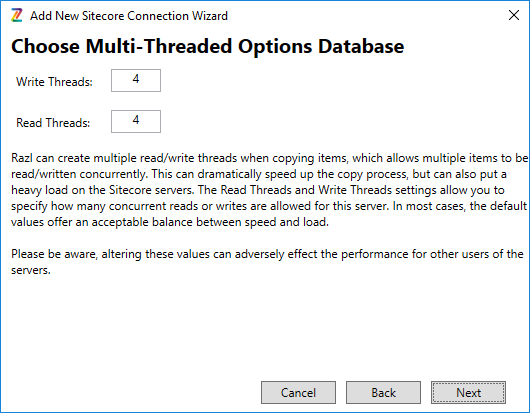 Add New Sitecore Connection Wizard
Choose Multi-Threaded Options Database
Write Threads: 4
Read Threads: 4
Razl can create multiple read/write threads when copying items, which allows multiple items to be
read/written concurrently. This can dramatically speed up the copy process, but can also put a
heavy load on the Sitecore servers. The Read Threads and Write Threads settings allow you to
specify how many concurrent reads or writes are allowed for this server. In most cases, the default
values offer an acceptable balance between speed and load.
Please be aware, altering these values can adversely effect the performance for other users of the
servers.
Cancel Back Next